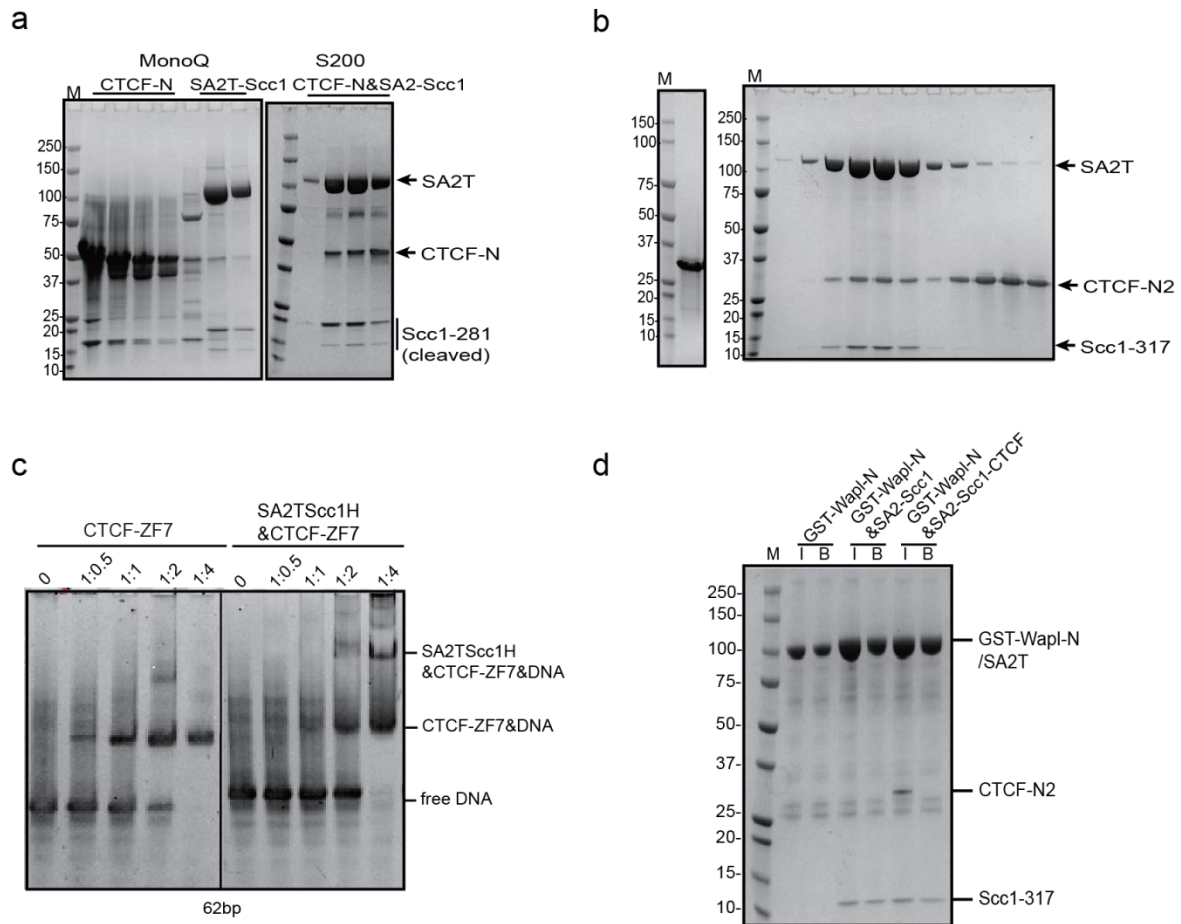 a
MonoQ
S200
M
CTCF-N
SA2T-Scc1
CTCF-N&SA2-Scc1
250
150
100
75
50
37
25
20
15
10
SA2T
CTCF-N
Scc1-281
(cleaved)
b
M
150
100
75
50
37
25
20
15
10
M
250
150
100
75
50
37
25
20
15
10
SA2T
CTCF-N2
Scc1-317
c
CTCF-ZF7
SA2TScc1H
&CTCF-ZF7
0
1:0.5
1:1
1:2
1:4
0
1:0.5
1:1
1:2
1:4
SA2TScc1H
&CTCF-ZF7&DNA
CTCF-ZF7&DNA
free DNA
62bp
d
GST-Wapl-N
GST-Wapl-N
&SA2-Scc1
GST-Wapl-N
&SA2-Scc1-CTCF
M
I
B
I
B
I
B
250
150
100
75
50
37
25
20
15
10
GST-Wapl-N
/SA2T
CTCF-N2
Scc1-317